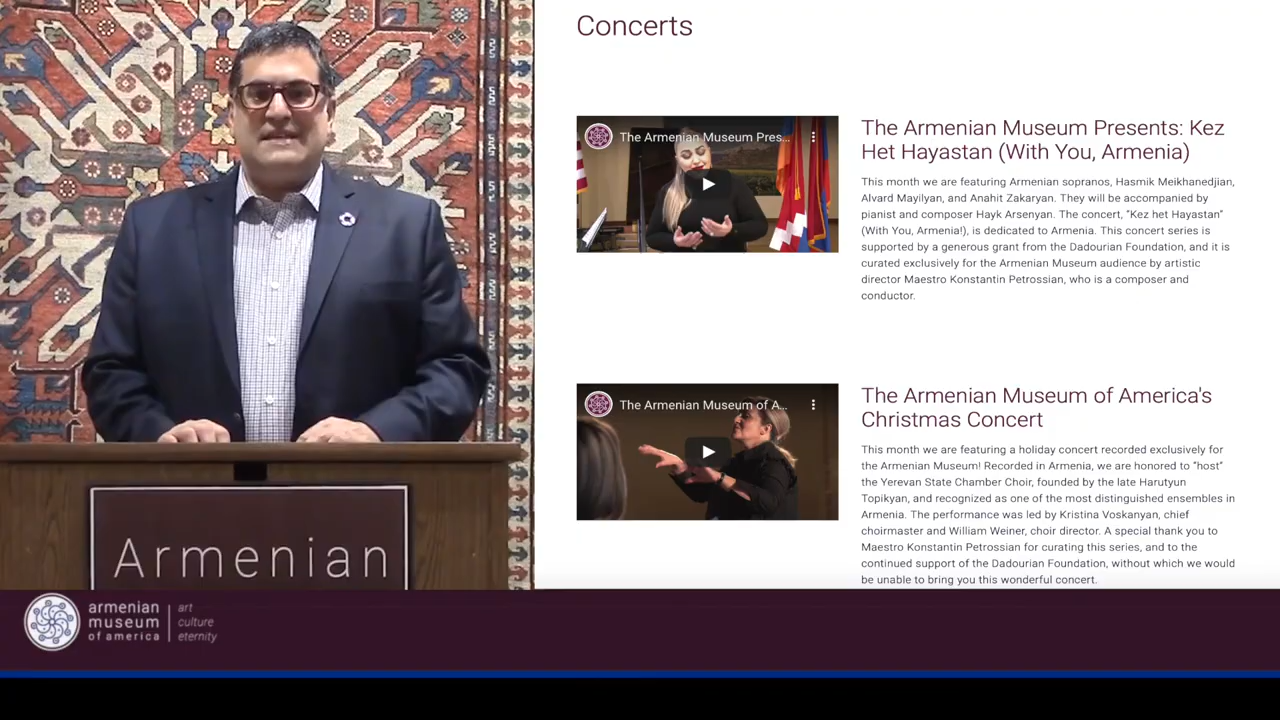 Concerts
The Armenian Museum Pres...
The Armenian Museum Presents: Kez
Het Hayastan (With You, Armenia)
This month we are featuring Armenian sopranos, Hasmik Meikhanedjian,
Alvard Mayilyan, and Anahit Zakaryan. They will be accompanied by
pianist and composer Hayk Arsenyan. The concert, “Kez het Hayastan”
(With You, Armenia!), is dedicated to Armenia. This concert series is
supported by a generous grant from the Dadourian Foundation, and it is
curated exclusively for the Armenian Museum audience by artistic
director Maestro Konstantin Petrossian, who is a composer and
conductor.
The Armenian Museum of A...
The Armenian Museum of America's
Christmas Concert
This month we are featuring a holiday concert recorded exclusively for
the Armenian Museum! Recorded in Armenia, we are honored to “host”
the Yerevan State Chamber Choir, founded by the late Harutyun
Topikyan, and recognized as one of the most distinguished ensembles in
Armenia. The performance was led by Kristina Voskanyan, chief
choirmaster and William Weiner, choir director. A special thank you to
Maestro Konstantin Petrossian for curating this series, and to the
continued support of the Dadourian Foundation, without which we would
be unable to bring you this wonderful concert.
Armenian
armenian
museum
of america
art
culture
eternity